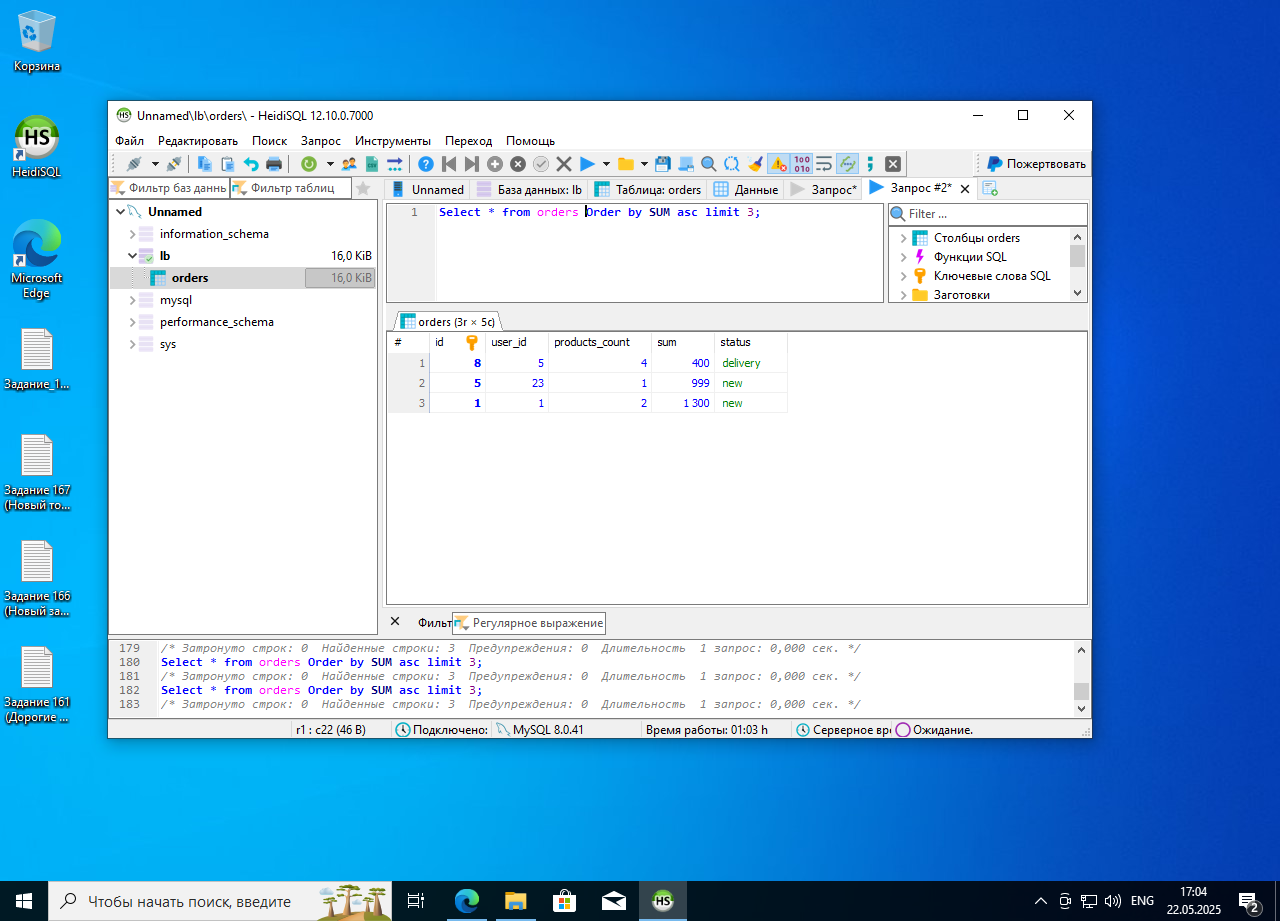 Корзина
HeidiSQL
Microsoft
Edge
Задание_1...
Задание 167
(Новый то...
Задание 166
(Новый за...
Задание 161
(Дорогие ...
Unnamed\lb\orders\ - HeidiSQL 12.10.0.7000
Файл Редактировать Поиск Запрос Инструменты Переход Помощь
Пожертвовать
Фильтр баз данны Фильтр таблиц
Unnamed База данных: lb Таблица: orders Данные Запрос* Запрос #2*
Unnamed
information_schema
lb 16,0 KiB
orders 16,0 KiB
mysql
performance_schema
sys
1 Select * from orders Order by SUM asc limit 3;
Filter ...
Столбцы orders
Функции SQL
Ключевые слова SQL
Заготовки
orders (3r × 5c)
# id user_id products_count sum status
1 8 5 4 400 delivery
2 5 23 1 999 new
3 1 1 2 1 300 new
Фильт Регулярное выражение
179 /* Затронуто строк: 0 Найденные строки: 3 Предупреждения: 0 Длительность 1 запрос: 0,000 сек. */
180 Select * from orders Order by SUM asc limit 3;
181 /* Затронуто строк: 0 Найденные строки: 3 Предупреждения: 0 Длительность 1 запрос: 0,000 сек. */
182 Select * from orders Order by SUM asc limit 3;
183 /* Затронуто строк: 0 Найденные строки: 3 Предупреждения: 0 Длительность 1 запрос: 0,000 сек. */
r1 : c22 (46 B) Подключено: MySQL 8.0.41 Время работы: 01:03 h Серверное вре Ожидание.
Чтобы начать поиск, введите
HS
ENG
17:04
22.05.2025
2